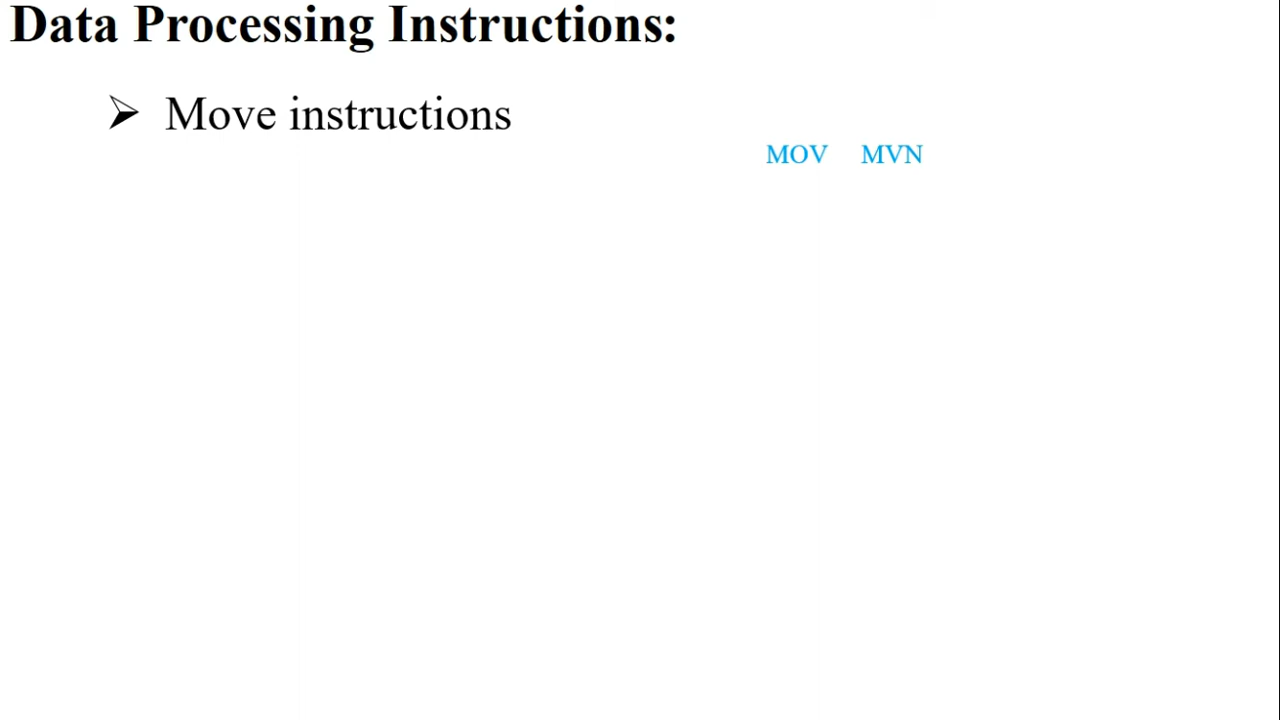 Data Processing Instructions:
➢ Move instructions
MOV MVN